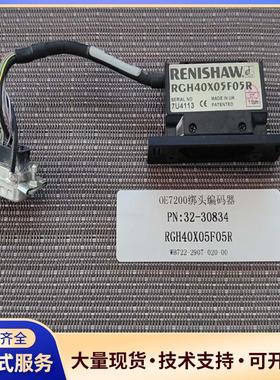 RENISHAW
RGH40X05F05R
SERIAL NO
7U4113
MADE IN UK
PATENTED
OE7200绑头编码器
PN:32-30834
RGH40X05F05R
W8722-2907-020-00
齐全
式服务
大量现货·技术支持·可开